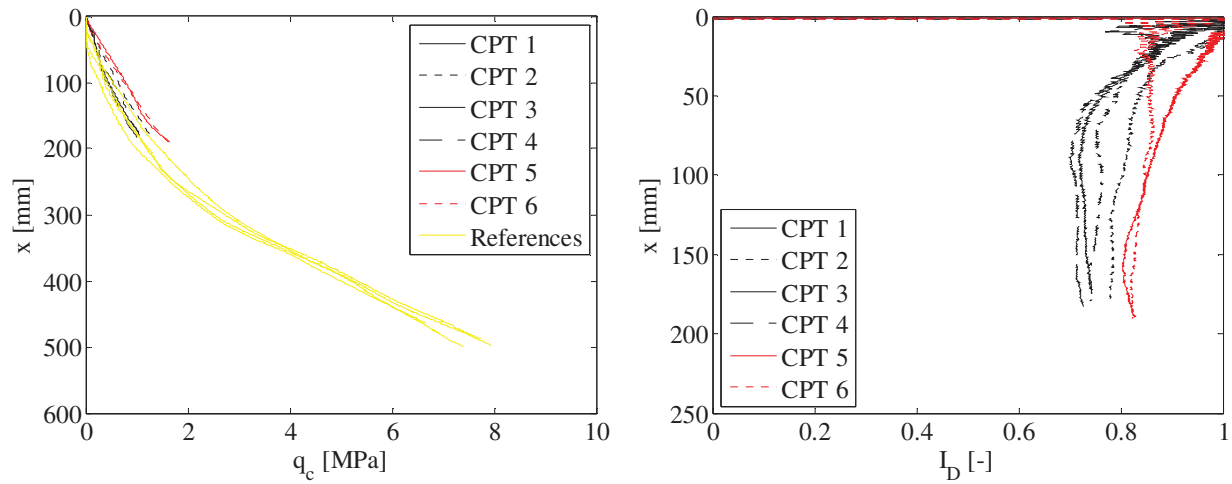 0
100
200
300
400
500
600
x [mm]
0
2
4
6
8
10
q_c [MPa]
CPT 1
CPT 2
CPT 3
CPT 4
CPT 5
CPT 6
References
0
50
100
150
200
250
x [mm]
0
0.2
0.4
0.6
0.8
1
I_D [-]
CPT 1
CPT 2
CPT 3
CPT 4
CPT 5
CPT 6